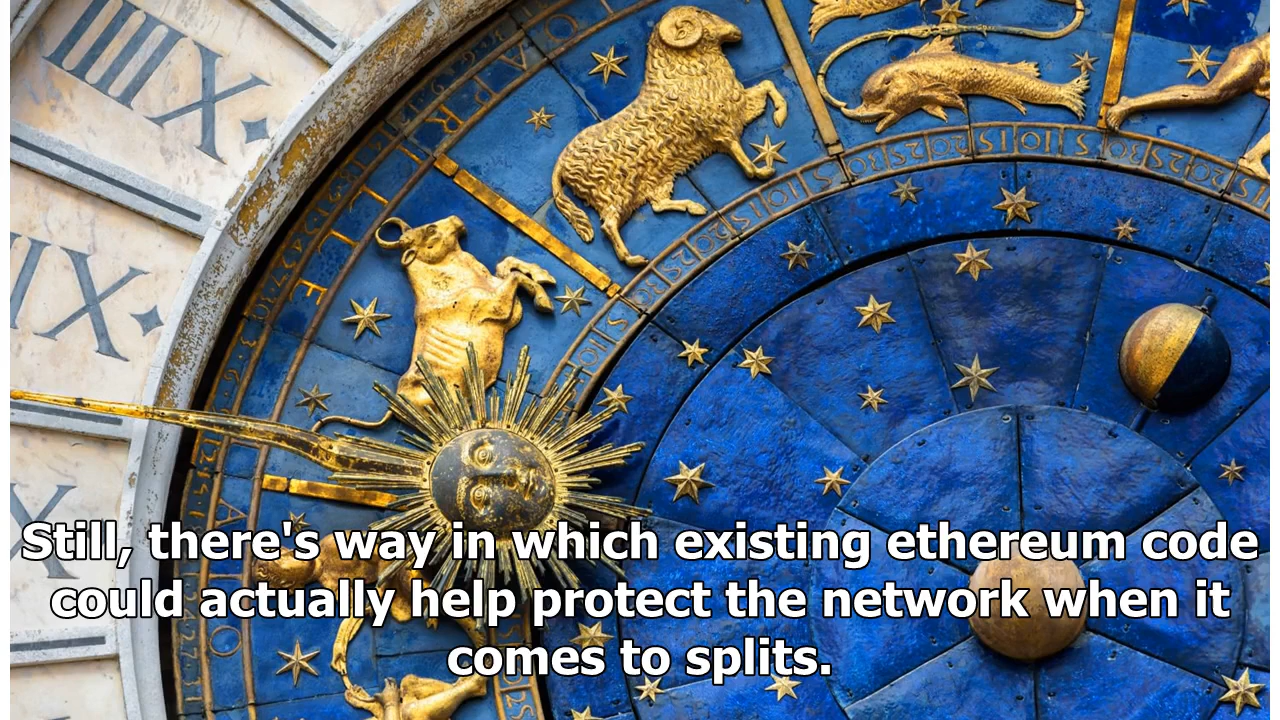 Still, there's way in which existing ethereum code
could actually help protect the network when it
comes to splits.